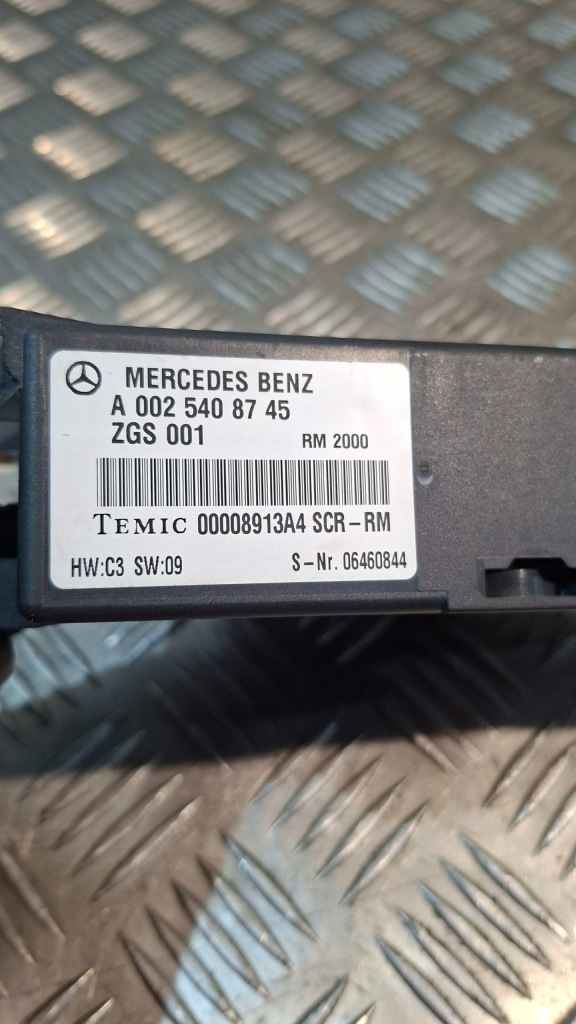 MERCEDES BENZ
A 002 540 87 45
ZGS 001 RM 2000
TEMIC 00008913A4 SCR-RM
HW:C3 SW:09 S-Nr. 06460844